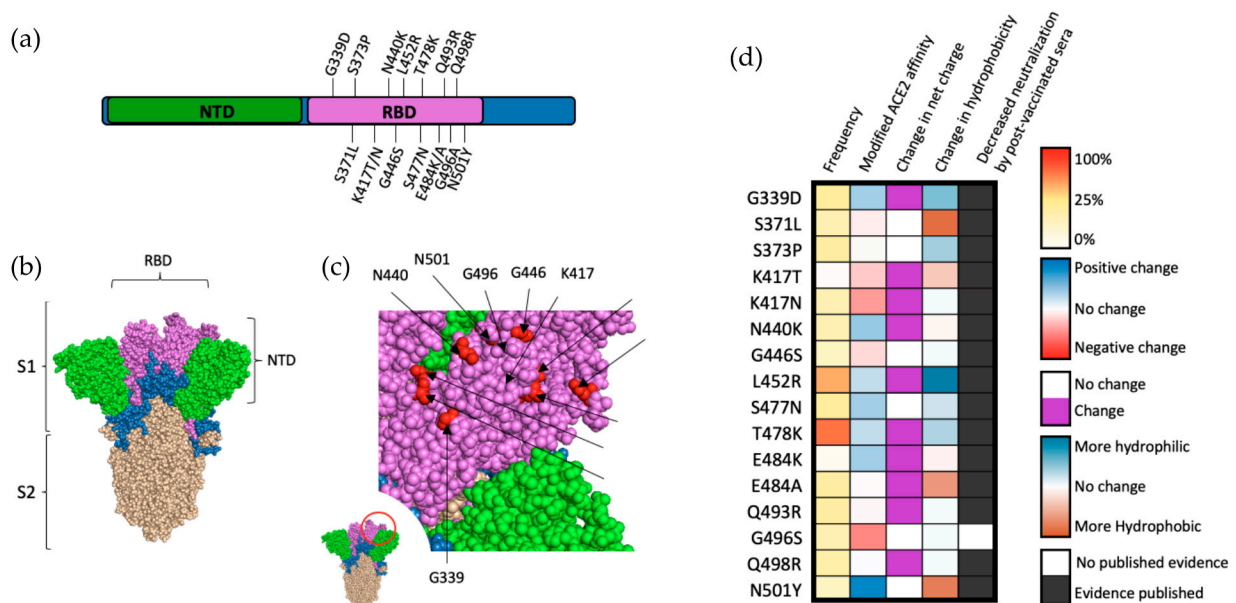 (a)
G339D
S373P
N440K
L452R
T478K
Q493R
Q498R
NTD
RBD
S371L
K417T/N
G446S
S477N
E484K/A
G496A
N501Y
(b)
RBD
S1
NTD
S2
(c)
N440
N501
G496
G446
K417
G339
(d)
Frequency
Modified ACE2 affinity
Change in net charge
Change in hydrophobicity
Decreased neutralization
by post-vaccinated sera
G339D
S371L
S373P
K417T
K417N
N440K
G446S
L452R
S477N
T478K
E484K
E484A
Q493R
G496S
Q498R
N501Y
100%
25%
0%
Positive change
No change
Negative change
No change
Change
More hydrophilic
No change
More Hydrophobic
No published evidence
Evidence published